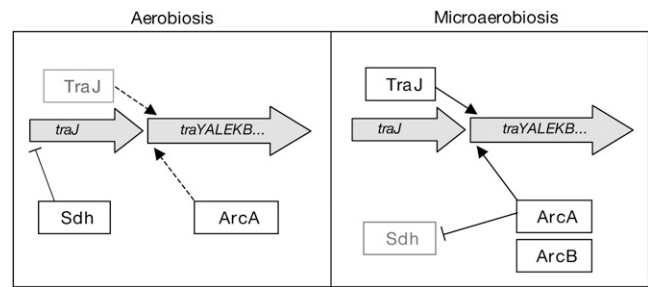 Aerobiosis
Microaerobiosis
TraJ
traJ
traYALEKB...
Sdh
ArcA
TraJ
traJ
traYALEKB...
Sdh
ArcA
ArcB